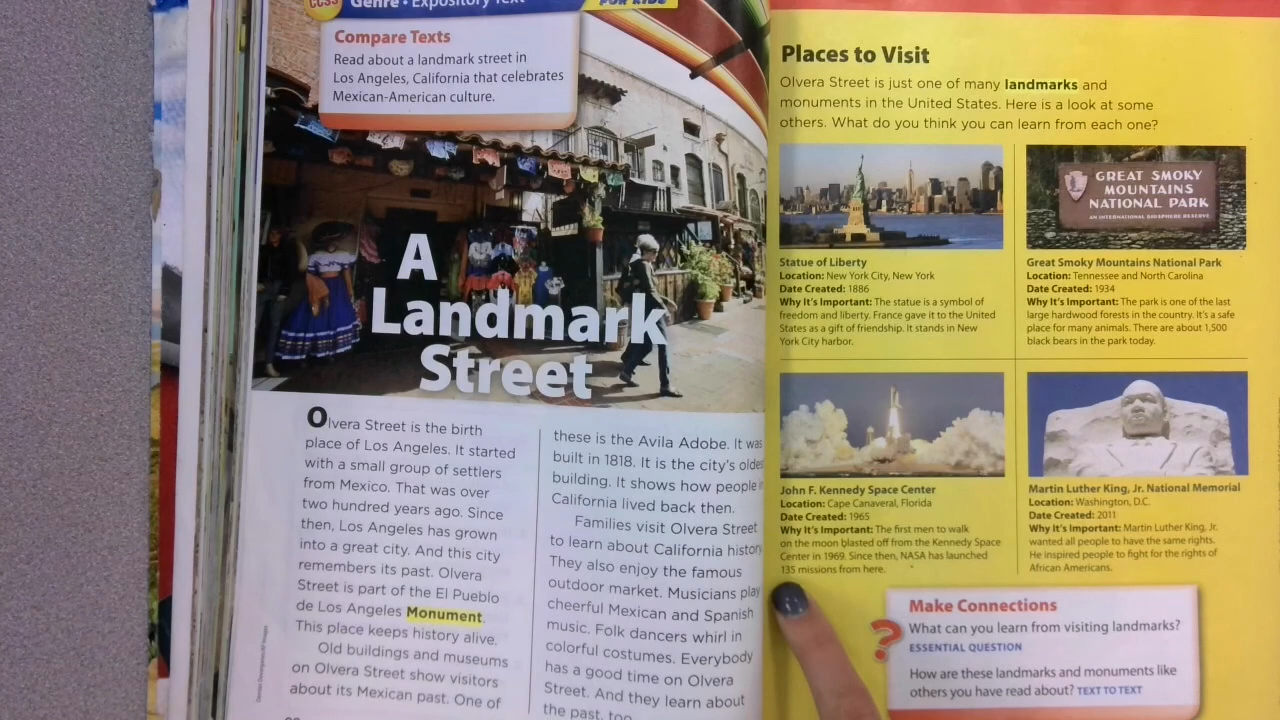 CCSS Genre • Expository Text
FOR KIDS
Compare Texts
Read about a landmark street in
Los Angeles, California that celebrates
Mexican-American culture.
A
Landmark
Street
Olvera Street is the birth
place of Los Angeles. It started
with a small group of settlers
from Mexico. That was over
two hundred years ago. Since
then, Los Angeles has grown
into a great city. And this city
remembers its past. Olvera
Street is part of the El Pueblo
de Los Angeles Monument.
This place keeps history alive.
Old buildings and museums
on Olvera Street show visitors
about its Mexican past. One of
these is the Avila Adobe. It was
built in 1818. It is the city's oldest
building. It shows how people in
California lived back then.
Families visit Olvera Street
to learn about California history.
They also enjoy the famous
outdoor market. Musicians play
cheerful Mexican and Spanish
music. Folk dancers whirl in
colorful costumes. Everybody
has a good time on Olvera
Street. And they learn about
the past, too.
Places to Visit
Olvera Street is just one of many landmarks and
monuments in the United States. Here is a look at some
others. What do you think you can learn from each one?
Statue of Liberty
Location: New York City, New York
Date Created: 1886
Why It's Important: The statue is a symbol of
freedom and liberty. France gave it to the United
States as a gift of friendship. It stands in New
York City harbor.
GREAT SMOKY
MOUNTAINS
NATIONAL PARK
AN INTERNATIONAL BIOSPHERE RESERVE
Great Smoky Mountains National Park
Location: Tennessee and North Carolina
Date Created: 1934
Why It's Important: The park is one of the last
large hardwood forests in the country. It's a safe
place for many animals. There are about 1,500
black bears in the park today.
John F. Kennedy Space Center
Location: Cape Canaveral, Florida
Date Created: 1965
Why It's Important: The first men to walk
on the moon blasted off from the Kennedy Space
Center in 1969. Since then, NASA has launched
135 missions from here.
Martin Luther King, Jr. National Memorial
Location: Washington, D.C.
Date Created: 2011
Why It's Important: Martin Luther King, Jr.
wanted all people to have the same rights.
He inspired people to fight for the rights of
African Americans.
Make Connections
What can you learn from visiting landmarks?
ESSENTIAL QUESTION
How are these landmarks and monuments like
others you have read about? TEXT TO TEXT